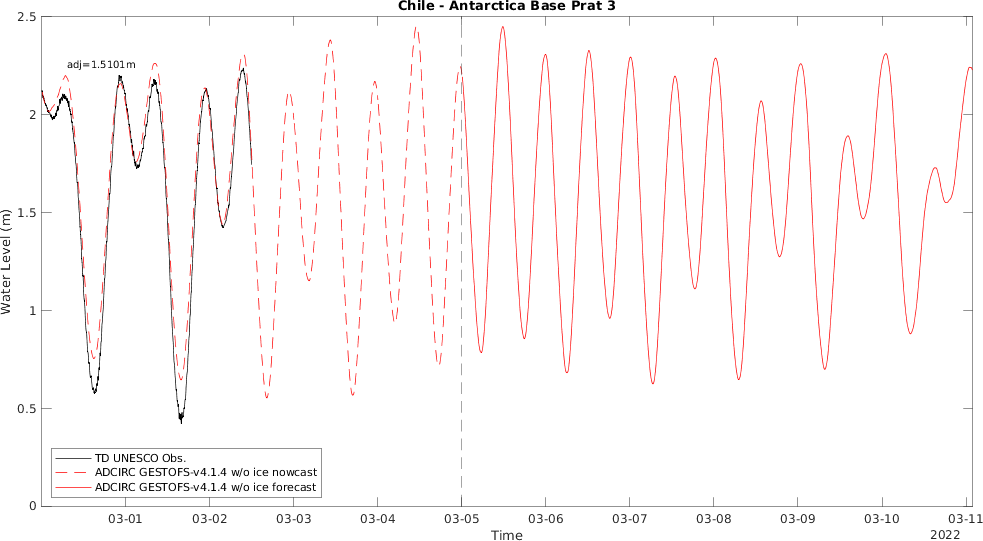 Chile - Antarctica Base Prat 3
2.5
adj=1.5101m
2
1.5
Water Level (m)
1
0.5
TD UNESCO Obs.
ADCIRC GESTOFS-v4.1.4 w/o ice nowcast
ADCIRC GESTOFS-v4.1.4 w/o ice forecast
0
03-01 03-02 03-03 03-04 03-05 03-06 03-07 03-08 03-09 03-10 03-11
Time
2022